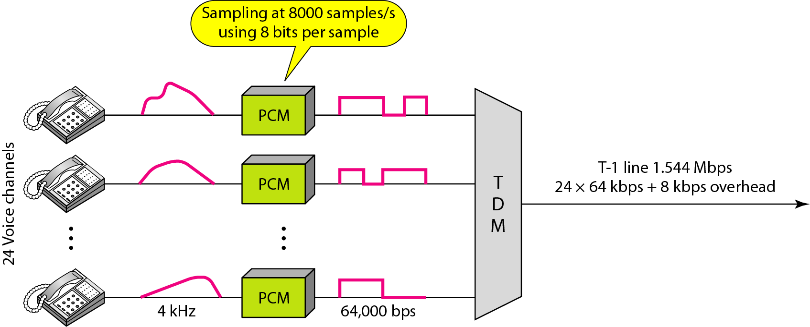 Sampling at 8000 samples/s
using 8 bits per sample
24 Voice channels
PCM
PCM
PCM
4 kHz
64,000 bps
T
D
M
T-1 line 1.544 Mbps
24 × 64 kbps + 8 kbps overhead